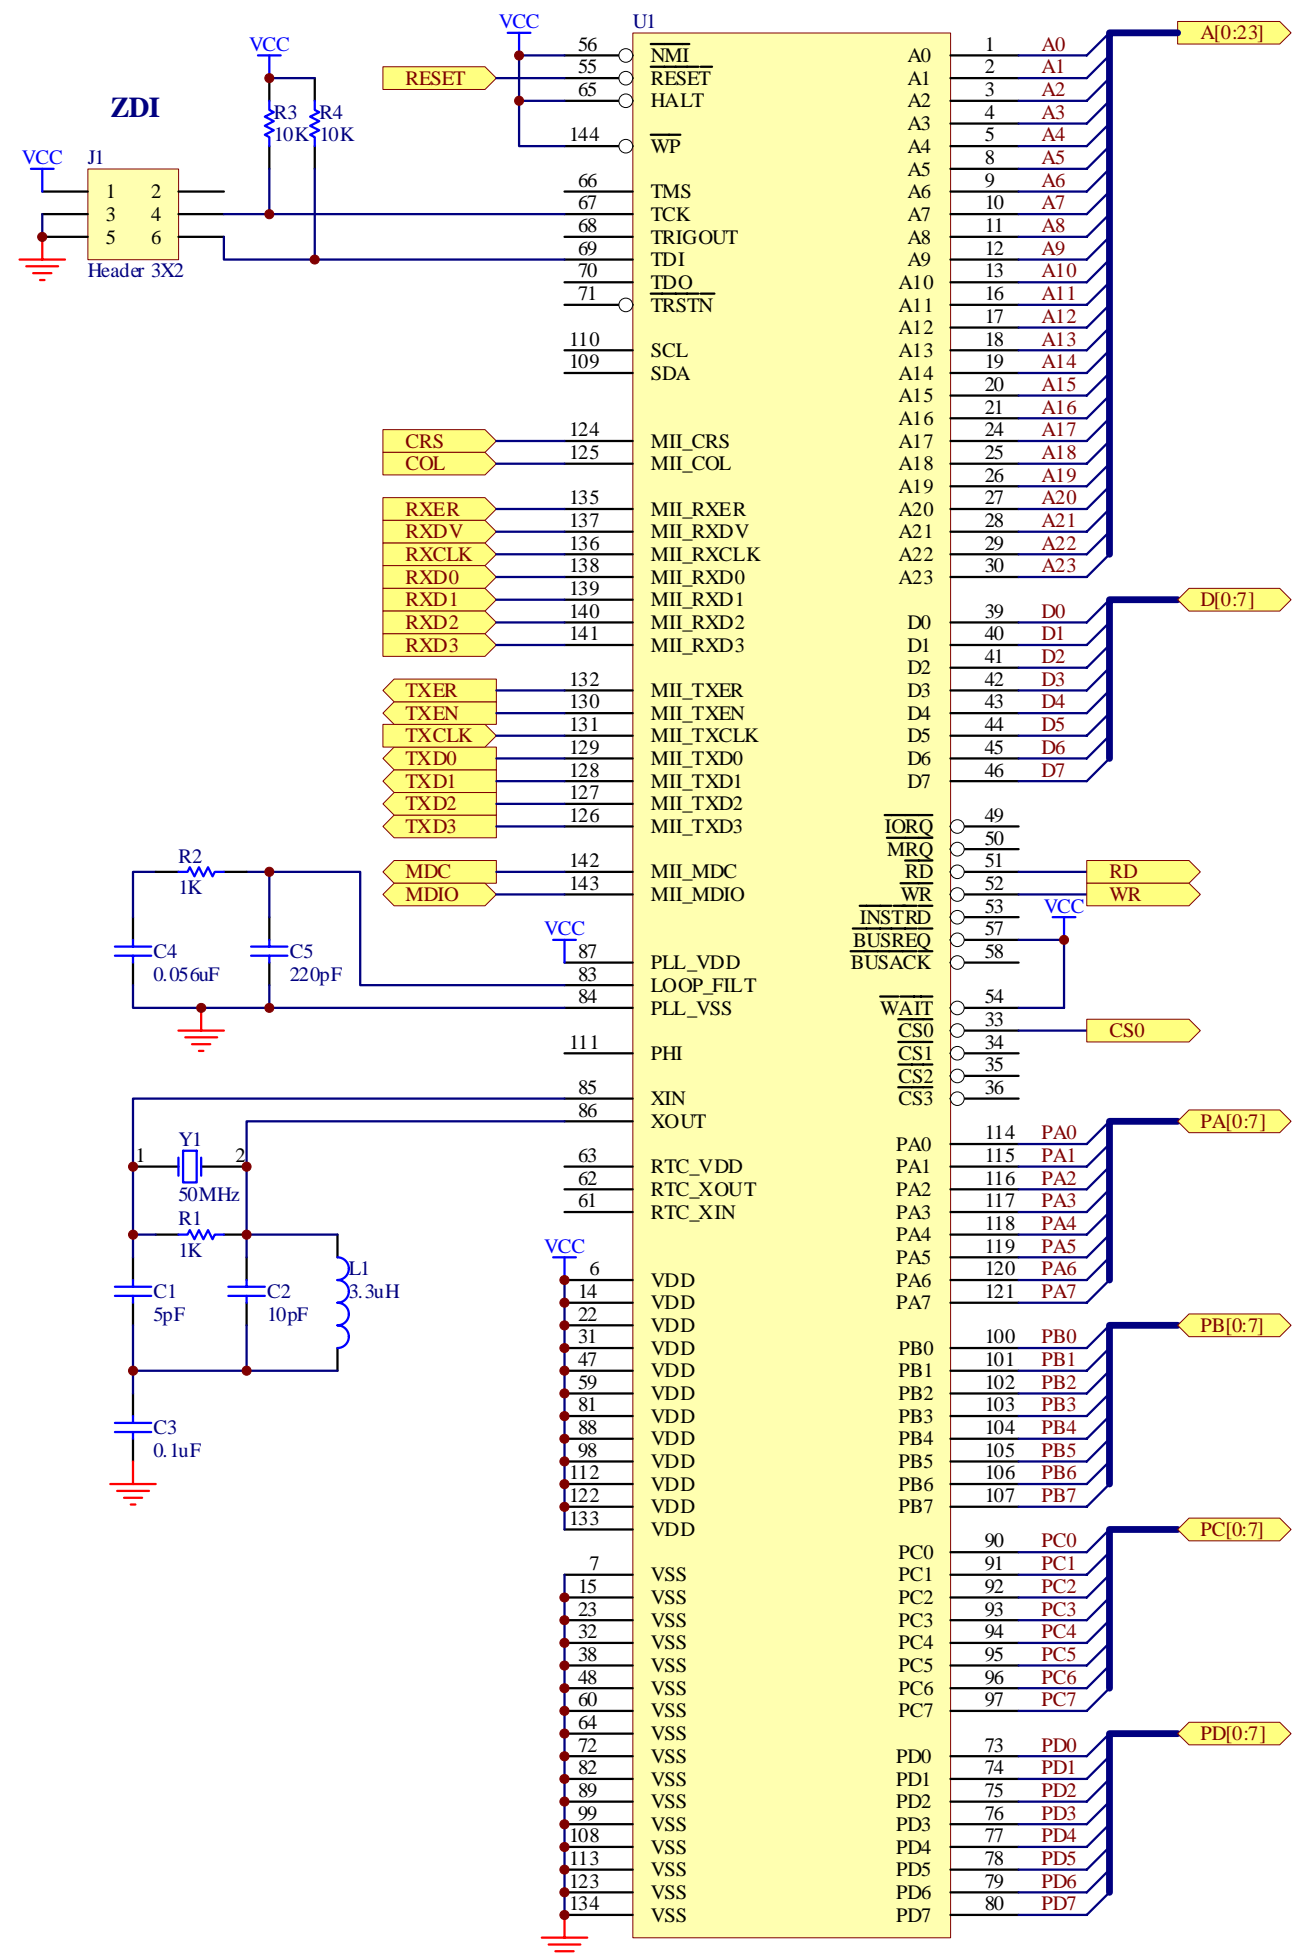 VCC
U1
VCC
56 NMI A0 1 A0 A[0:23]
RESET 55 RESET A1 2 A1
65 HALT A2 3 A2
ZDI R3 R4
10K 10K
A3 4 A3
144 WP A4 5 A4
VCC J1
A5 8 A5
1 2 66 TMS A6 9 A6
3 4 67 TCK A7 10 A7
5 6 68 TRIGOUT A8 11 A8
Header 3X2 69 TDI A9 12 A9
70 TDO A10 13 A10
71 TRSTN A11 16 A11
A12 17 A12
110 SCL A13 18 A13
109 SDA A14 19 A14
A15 20 A15
A16 21 A16
CRS 124 MII_CRS A17 24 A17
COL 125 MII_COL A18 25 A18
A19 26 A19
RXER 135 MII_RXER A20 27 A20
RXDV 137 MII_RXDV A21 28 A21
RXCLK 136 MII_RXCLK A22 29 A22
RXD0 138 MII_RXD0 A23 30 A23
RXD1 139 MII_RXD1 D[0:7]
RXD2 140 MII_RXD2 D0 39 D0
RXD3 141 MII_RXD3 D1 40 D1
D2 41 D2
TXER 132 MII_TXER D3 42 D3
TXEN 130 MII_TXEN D4 43 D4
TXCLK 131 MII_TXCLK D5 44 D5
TXD0 129 MII_TXD0 D6 45 D6
TXD1 128 MII_TXD1 D7 46 D7
TXD2 127 MII_TXD2
TXD3 126 MII_TXD3 IORQ 49
MRQ 50
R2
1K
MDC 142 MII_MDC RD 51 RD
MDIO 143 MII_MDIO WR 52 WR
INSTRD 53 VCC
VCC BUSREQ 57
C4 C5
0.056uF 220pF
87 PLL_VDD BUSACK 58
83 LOOP_FILT
84 PLL_VSS WAIT 54
CS0 33 CS0
111 PHI CS1 34
CS2 35
85 XIN CS3 36
86 XOUT PA[0:7]
PA0 114 PA0
Y1
1 2
50MHz
63 RTC_VDD PA1 115 PA1
62 RTC_XOUT PA2 116 PA2
61 RTC_XIN PA3 117 PA3
R1
1K
PA4 118 PA4
VCC PA5 119 PA5
C1 C2 L1
5pF 10pF 3.3uH
6 VDD PA6 120 PA6
14 VDD PA7 121 PA7
22 VDD PB[0:7]
31 VDD PB0 100 PB0
47 VDD PB1 101 PB1
59 VDD PB2 102 PB2
81 VDD PB3 103 PB3
C3
0.1uF
88 VDD PB4 104 PB4
98 VDD PB5 105 PB5
112 VDD PB6 106 PB6
122 VDD PB7 107 PB7
133 VDD PC[0:7]
PC0 90 PC0
7 VSS PC1 91 PC1
15 VSS PC2 92 PC2
23 VSS PC3 93 PC3
32 VSS PC4 94 PC4
38 VSS PC5 95 PC5
48 VSS PC6 96 PC6
60 VSS PC7 97 PC7
64 VSS PD[0:7]
72 VSS PD0 73 PD0
82 VSS PD1 74 PD1
89 VSS PD2 75 PD2
99 VSS PD3 76 PD3
108 VSS PD4 77 PD4
113 VSS PD5 78 PD5
123 VSS PD6 79 PD6
134 VSS PD7 80 PD7